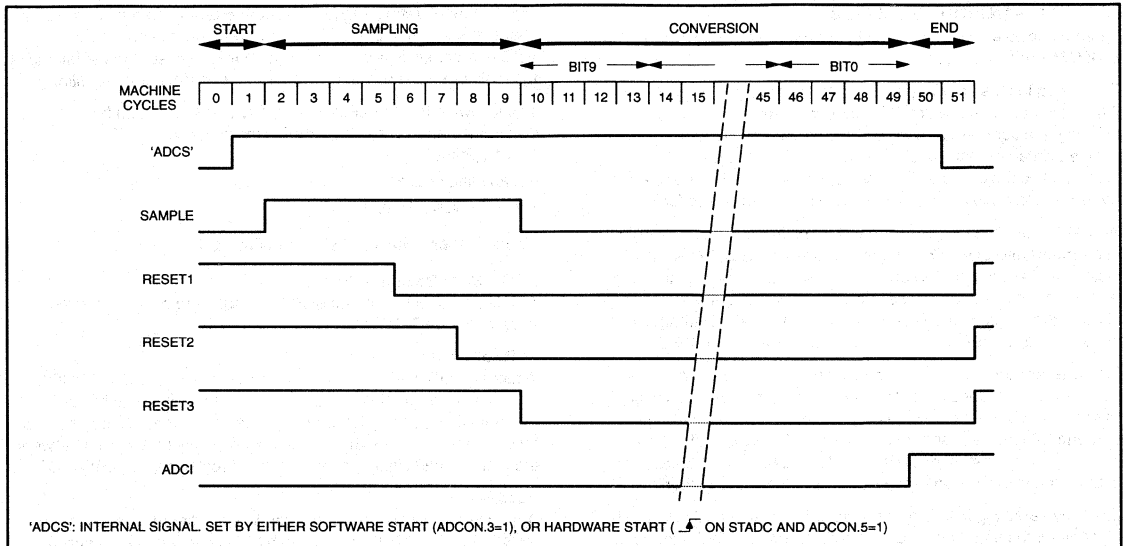 START SAMPLING CONVERSION END
BIT9 BIT0
MACHINE CYCLES 0 1 2 3 4 5 6 7 8 9 10 11 12 13 14 15 45 46 47 48 49 50 51
'ADCS'
SAMPLE
RESET1
RESET2
RESET3
ADCI
'ADCS': INTERNAL SIGNAL. SET BY EITHER SOFTWARE START (ADCON.3=1), OR HARDWARE START ( ON STADC AND ADCON.5=1)